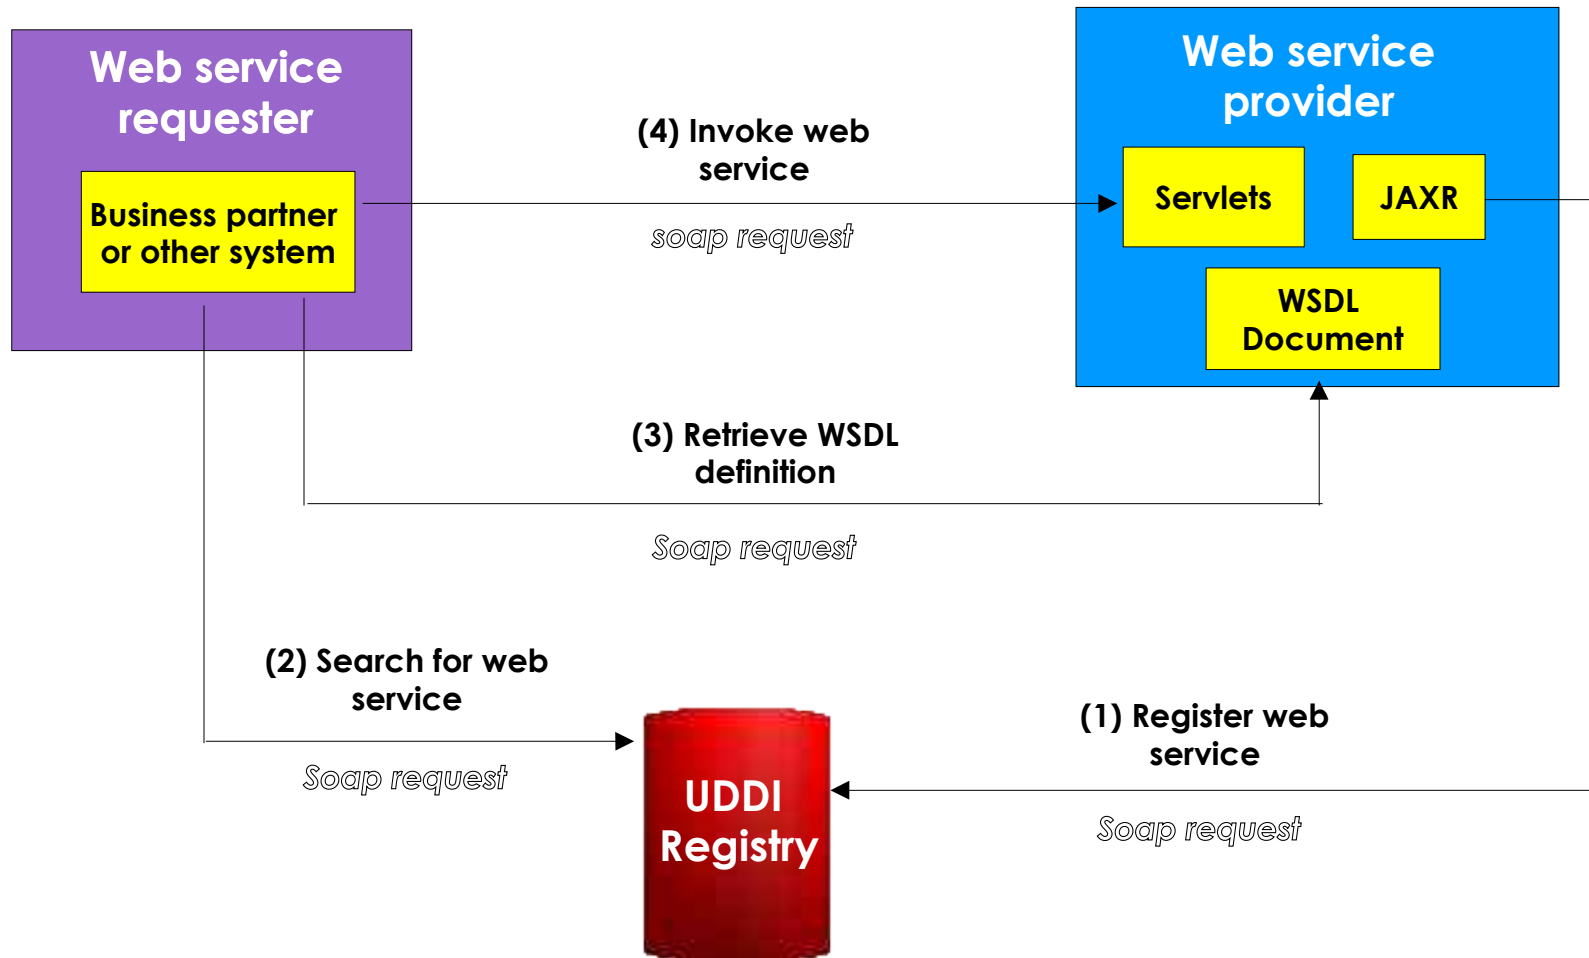 Web service
requester
Business partner
or other system
(4) Invoke web
service
soap request
Web service
provider
Servlets
JAXR
WSDL
Document
(3) Retrieve WSDL
definition
Soap request
(2) Search for web
service
Soap request
UDDI
Registry
(1) Register web
service
Soap request